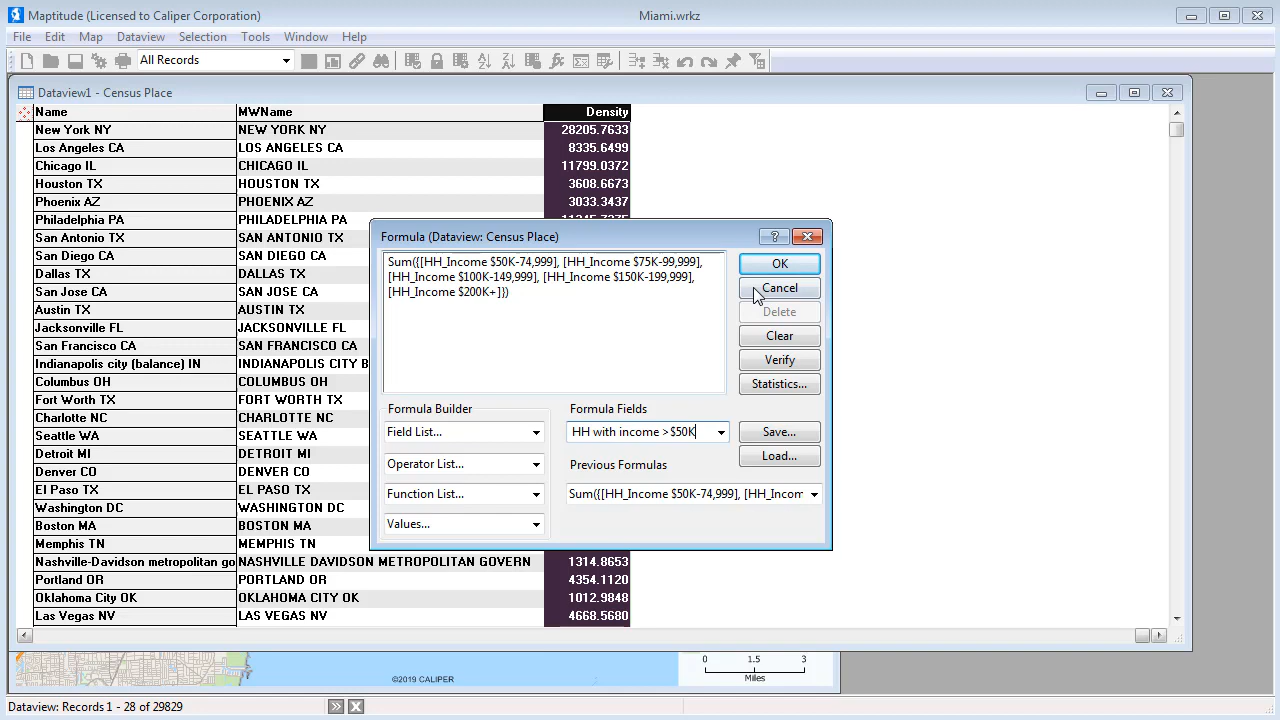 Maptitude (Licensed to Caliper Corporation)
Miami.wrkz
File Edit Map Dataview Selection Tools Window Help
All Records
Dataview1 - Census Place
Name MWName Density
New York NY NEW YORK NY 28205.7633
Los Angeles CA LOS ANGELES CA 8335.6499
Chicago IL CHICAGO IL 11799.0372
Houston TX HOUSTON TX 3608.6673
Phoenix AZ PHOENIX AZ 3033.3437
Philadelphia PA PHILADELPHIA PA
San Antonio TX SAN ANTONIO TX
San Diego CA SAN DIEGO CA
Dallas TX DALLAS TX
San Jose CA SAN JOSE CA
Austin TX AUSTIN TX
Jacksonville FL JACKSONVILLE FL
San Francisco CA SAN FRANCISCO CA
Indianapolis city (balance) IN INDIANAPOLIS CITY B
Columbus OH COLUMBUS OH
Fort Worth TX FORT WORTH TX
Charlotte NC CHARLOTTE NC
Seattle WA SEATTLE WA
Detroit MI DETROIT MI
Denver CO DENVER CO
El Paso TX EL PASO TX
Washington DC WASHINGTON DC
Boston MA BOSTON MA
Memphis TN MEMPHIS TN
Nashville-Davidson metropolitan go NASHVILLE DAVIDSON METROPOLITAN GOVERN 1314.8653
Portland OR PORTLAND OR 4354.1120
Oklahoma City OK OKLAHOMA CITY OK 1012.9848
Las Vegas NV LAS VEGAS NV 4668.5680
Formula (Dataview: Census Place)
Sum({[HH_Income $50K-74,999], [HH_Income $75K-99,999],
[HH_Income $100K-149,999], [HH_Income $150K-199,999],
[HH_Income $200K+]})
OK
Cancel
Delete
Clear
Verify
Statistics...
Formula Builder
Field List...
Operator List...
Function List...
Values...
Formula Fields
HH with income >$50K
Save...
Load...
Previous Formulas
Sum({[HH_Income $50K-74,999], [HH_Incom
©2019 CALIPER
0 1.5 3
Miles
Dataview: Records 1 - 28 of 29829